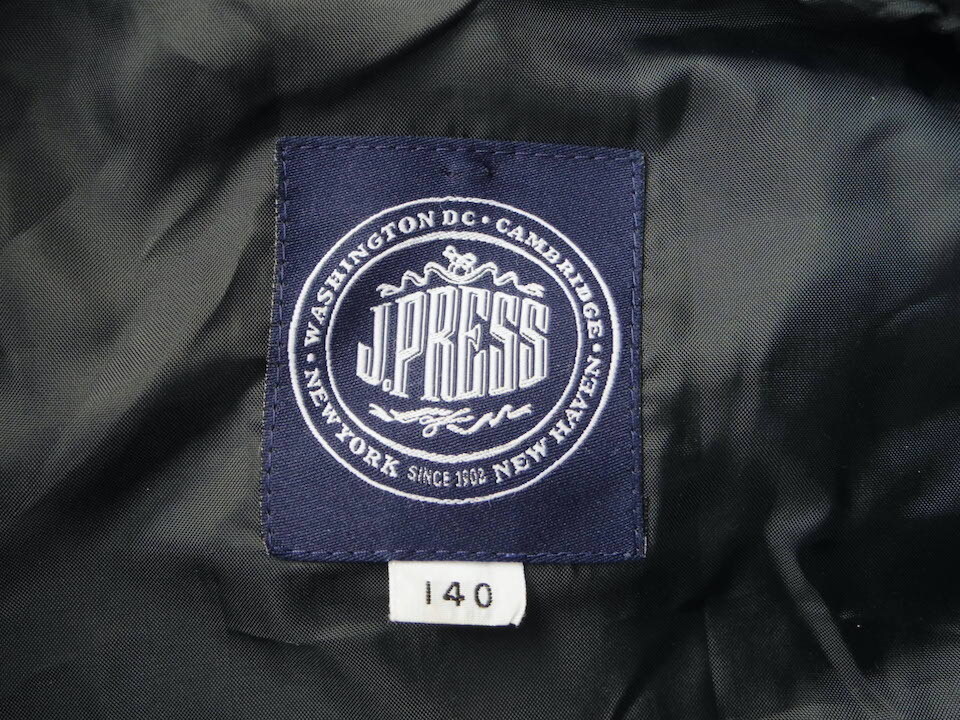 WASHINGTON DC • CAMBRIDGE •
J.PRESS
• NEW YORK SINCE 1902 NEW HAVEN
140